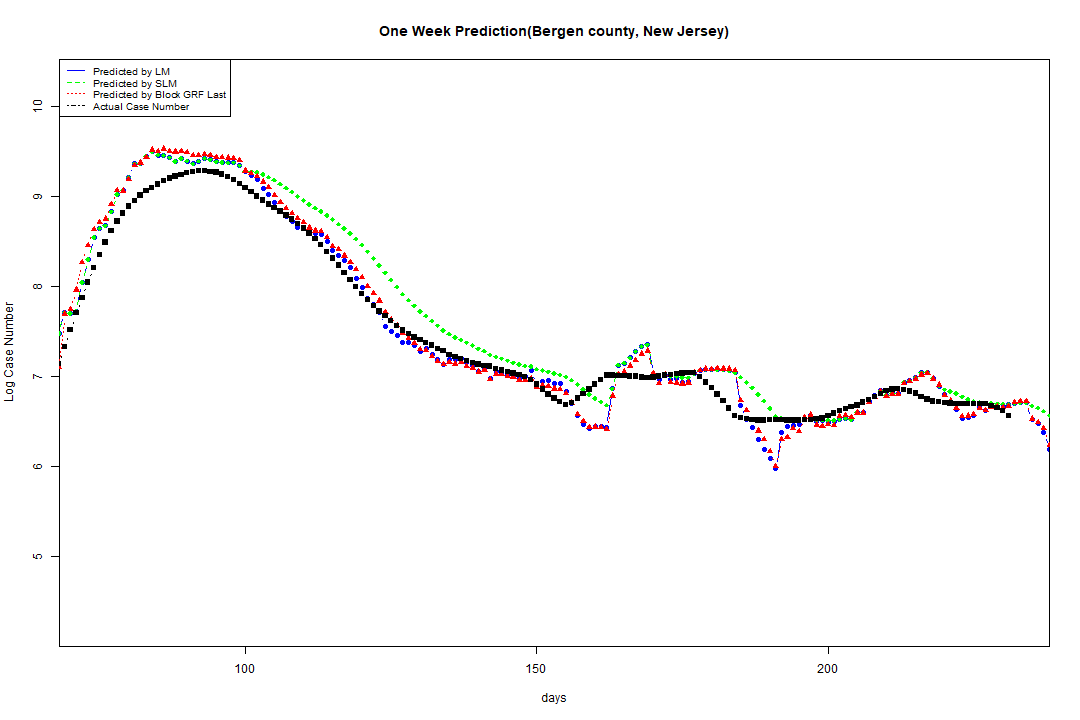 One Week Prediction(Bergen county, New Jersey)
Predicted by LM
Predicted by SLM
Predicted by Block GRF Last
Actual Case Number
10
9
8
7
6
5
Log Case Number
100
150
200
days